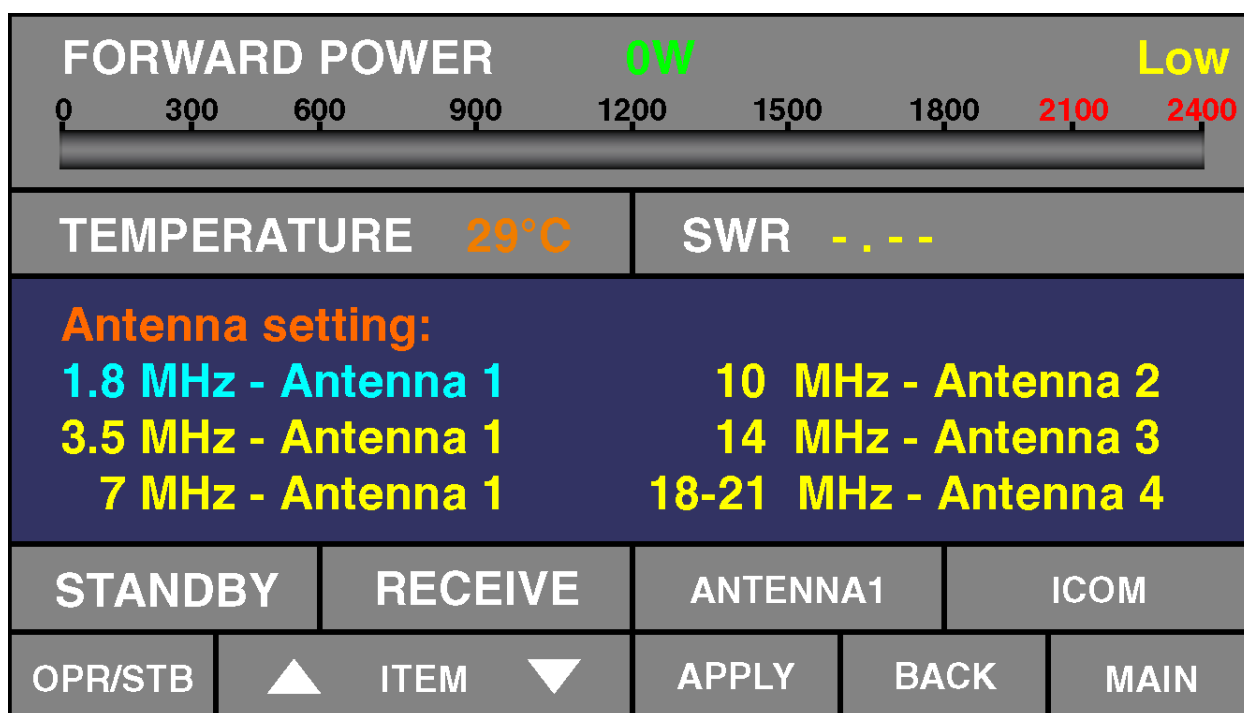 FORWARD POWER 0W Low
0 300 600 900 1200 1500 1800 2100 2400
TEMPERATURE 29°C SWR -.--
Antenna setting:
1.8 MHz - Antenna 1 10 MHz - Antenna 2
3.5 MHz - Antenna 1 14 MHz - Antenna 3
7 MHz - Antenna 1 18-21 MHz - Antenna 4
STANDBY RECEIVE ANTENNA1 ICOM
OPR/STB ▲ ITEM ▼ APPLY BACK MAIN